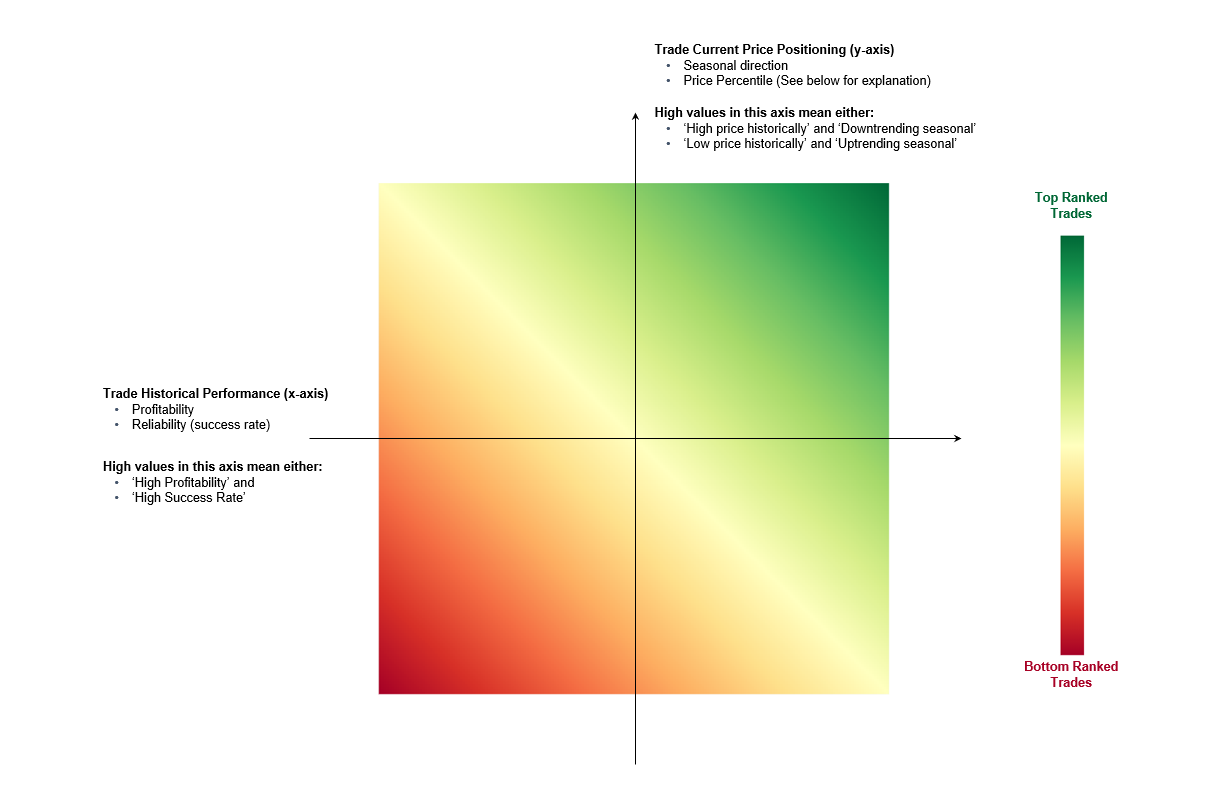 Trade Current Price Positioning (y-axis)
• Seasonal direction
• Price Percentile (See below for explanation)
High values in this axis mean either:
• ‘High price historically’ and ‘Downtrending seasonal’
• ‘Low price historically’ and ‘Uptrending seasonal’
Top Ranked
Trades
Trade Historical Performance (x-axis)
• Profitability
• Reliability (success rate)
High values in this axis mean either:
• ‘High Profitability’ and
• ‘High Success Rate’
Bottom Ranked
Trades